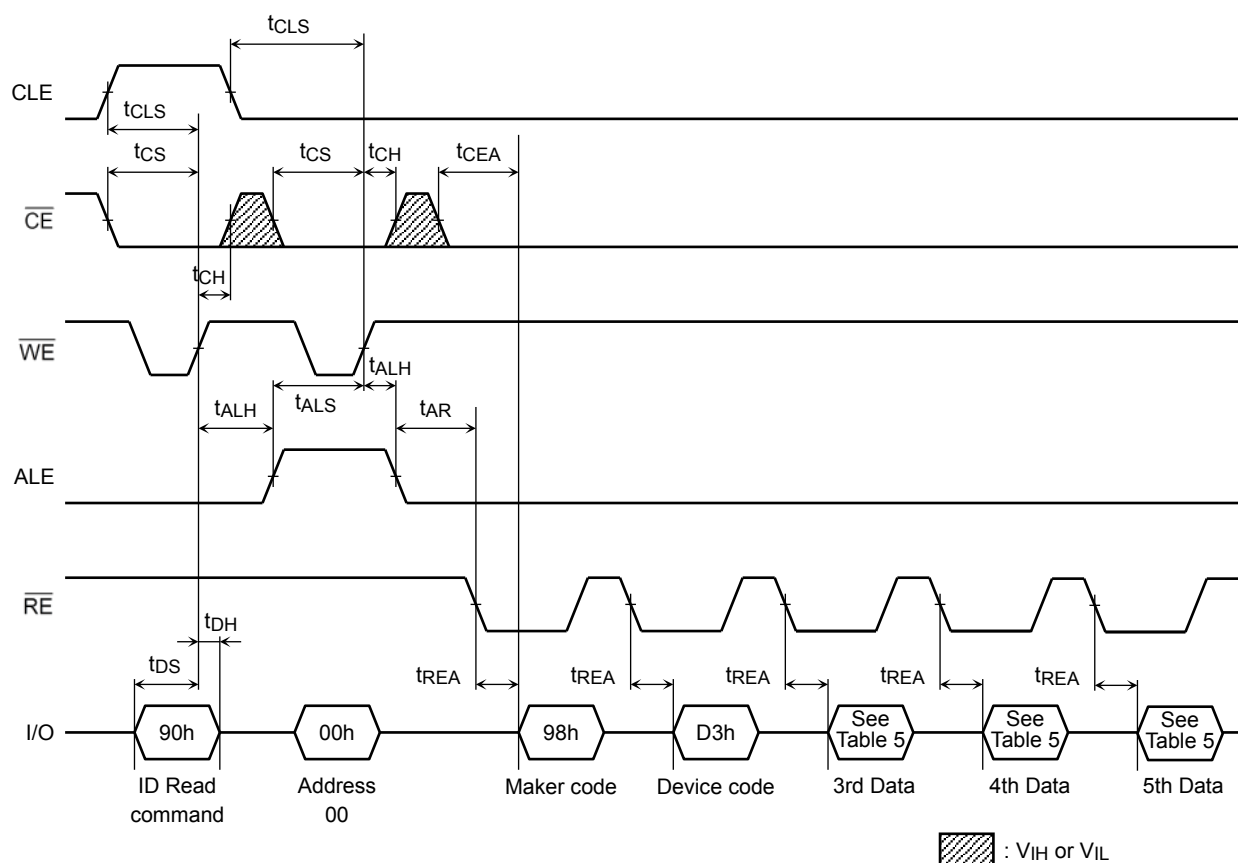 tCLS
CLE
tCLS
tCS tCS tCH tCEA
CE
tCH
WE
tALH
tALH tALS tAR
ALE
RE
tDH
tDS tREA tREA tREA tREA tREA
I/O 90h 00h 98h D3h See Table 5 See Table 5 See Table 5
ID Read command Address 00 Maker code Device code 3rd Data 4th Data 5th Data
: VIH or VIL